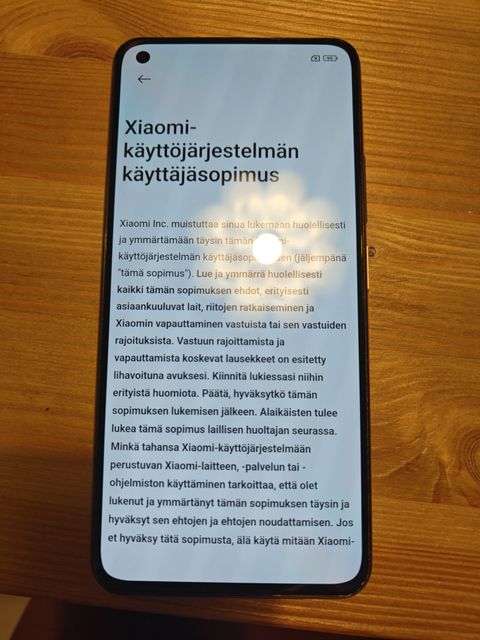 Xiaomi-
käyttöjärjestelmän
käyttäjäsopimus
Xiaomi Inc. muistuttaa sinua lukemaan huolellisesti
ja ymmärtämään täysin tämän
käyttöjärjestelmän (jäljempänä
"tämä sopimus"). Lue ja ymmärrä huolellisesti
kaikki tämän sopimuksen ehdot, erityisesti
asiaankuuluvat lait, riitojen ratkaiseminen ja
Xiaomin vapauttaminen vastuista tai sen vastuiden
rajoituksista. Vastuun rajoittamista ja
vapauttamista koskevat lausekkeet on esitetty
lihavoituna avuksesi. Kiinnitä lukiessasi niihin
erityistä huomiota. Päätä, hyväksytkö tämän
sopimuksen lukemisen jälkeen. Alaikäisten tulee
lukea tämä sopimus laillisen huoltajan seurassa.
Minkä tahansa Xiaomi-käyttöjärjestelmään
perustuvan Xiaomi-laitteen, -palvelun tai -
ohjelmiston käyttäminen tarkoittaa, että olet
lukenut ja ymmärtänyt tämän sopimuksen täysin ja
hyväksyt sen ehtojen ja ehtojen noudattamisen. Jos
et hyväksy tätä sopimusta, älä käytä mitään Xiaomi-